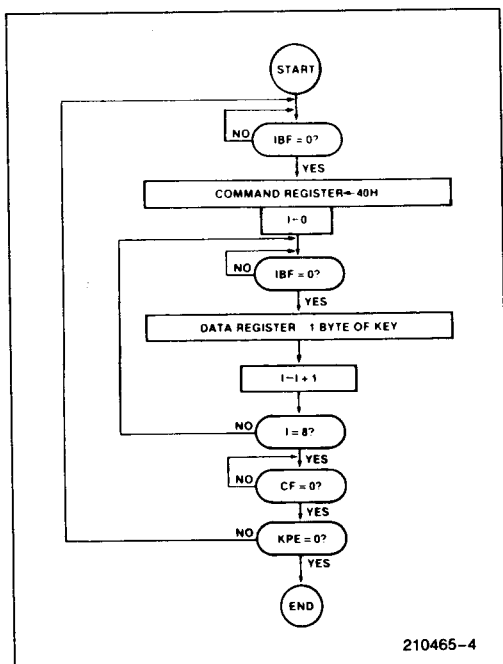 START
NO
IBF = 0?
YES
COMMAND REGISTER← 40H
I←0
NO
IBF = 0?
YES
DATA REGISTER 1 BYTE OF KEY
I←I + 1
NO
I = 8?
YES
NO
CF = 0?
YES
NO
KPE = 0?
YES
END
210465-4